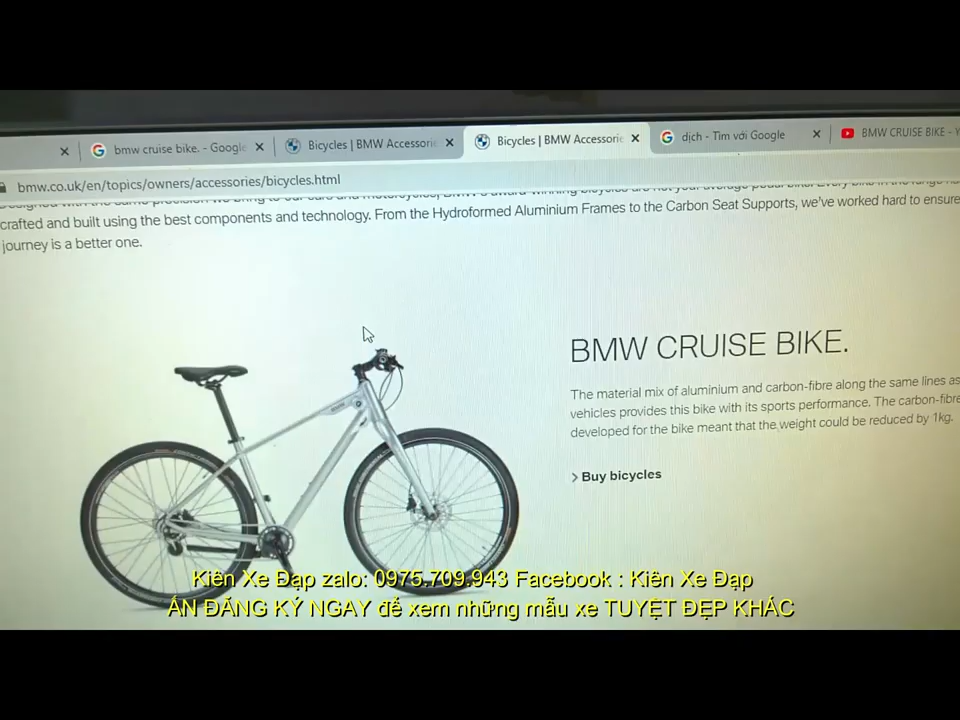 bmw cruise bike. - Google
Bicycles | BMW Accessorie
Bicycles | BMW Accessorie
dịch - Tìm với Google
BMW CRUISE BIKE - Y
bmw.co.uk/en/topics/owners/accessories/bicycles.html
crafted and built using the best components and technology. From the Hydroformed Aluminium Frames to the Carbon Seat Supports, we've worked hard to ensure
journey is a better one.
BMW CRUISE BIKE.
The material mix of aluminium and carbon-fibre along the same lines as
vehicles provides this bike with its sports performance. The carbon-fibre
developed for the bike meant that the weight could be reduced by 1kg.
> Buy bicycles
Kiên Xe Đạp zalo: 0975.709.943 Facebook : Kiên Xe Đạp
ẤN ĐĂNG KÝ NGAY để xem những mẫu xe TUYỆT ĐẸP KHÁC